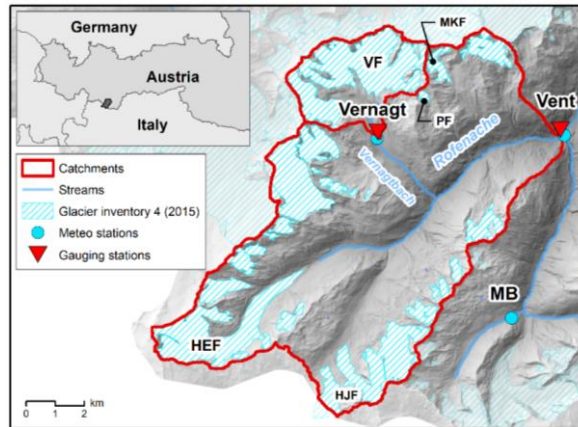 Germany
Austria
Italy
Catchments
Streams
Glacier inventory 4 (2015)
Meteo stations
Gauging stations
0 1 2 km
MKF
VF
Vernagt
PF
Vent
Rofenache
Vernagtbach
MB
HEF
HJF